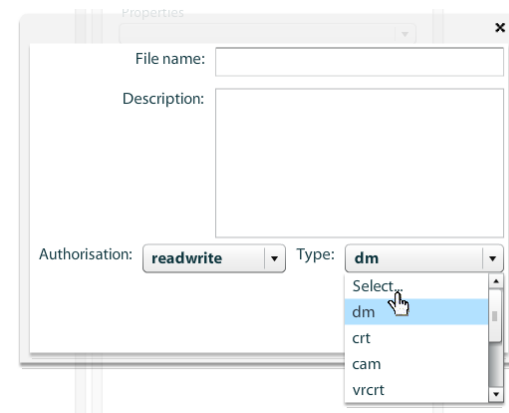 Properties
File name:
Description:
Authorisation: readwrite Type: dm
Select...
dm
crt
cam
vrcrt